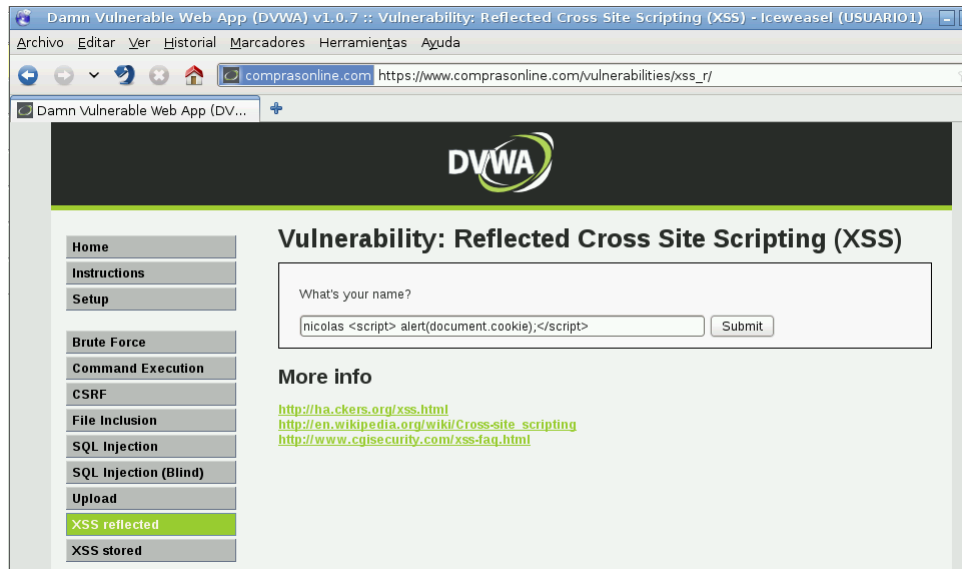 Damn Vulnerable Web App (DVWA) v1.0.7 :: Vulnerability: Reflected Cross Site Scripting (XSS) - Iceweasel (USUARIO1)
Archivo Editar Ver Historial Marcadores Herramientas Ayuda
comprasonline.com https://www.comprasonline.com/vulnerabilities/xss_r/
Damn Vulnerable Web App (DV...
DVWA
Home
Instructions
Setup
Brute Force
Command Execution
CSRF
File Inclusion
SQL Injection
SQL Injection (Blind)
Upload
XSS reflected
XSS stored
Vulnerability: Reflected Cross Site Scripting (XSS)
What's your name?
nicolas <script> alert(document.cookie);</script>
Submit
More info
http://ha.ckers.org/xss.html
http://en.wikipedia.org/wiki/Cross-site_scripting
http://www.cgisecurity.com/xss-faq.html